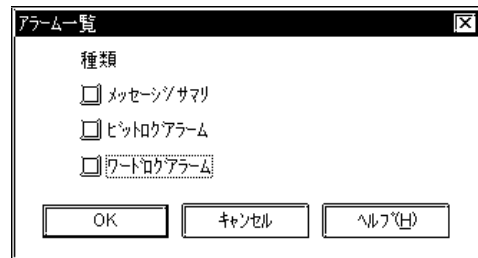 アラーム一覧
種類
ﾒｯｾｰｼﾞ/ｻﾏﾘ
ﾋﾞｯﾄﾛｸﾞｱﾗｰﾑ
ﾜｰﾄﾞﾛｸﾞｱﾗｰﾑ
OK ｷｬﾝｾﾙ ﾍﾙﾌﾟ(H)